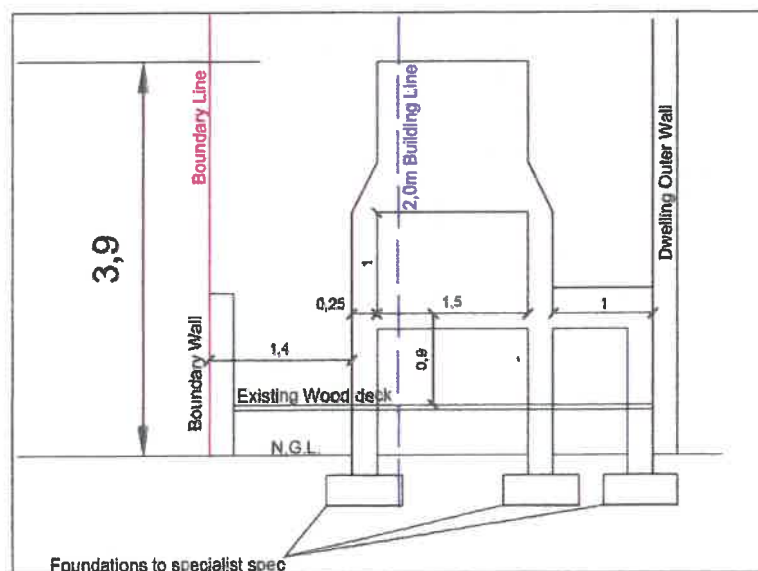 Boundary Line
2,0m Building Line
Dwelling Outer Wall
3,9
1
0,25
1,5
1
Boundary Wall
1,4
0,9
Existing Wood deck
N.G.L.
Foundations to specialist spec